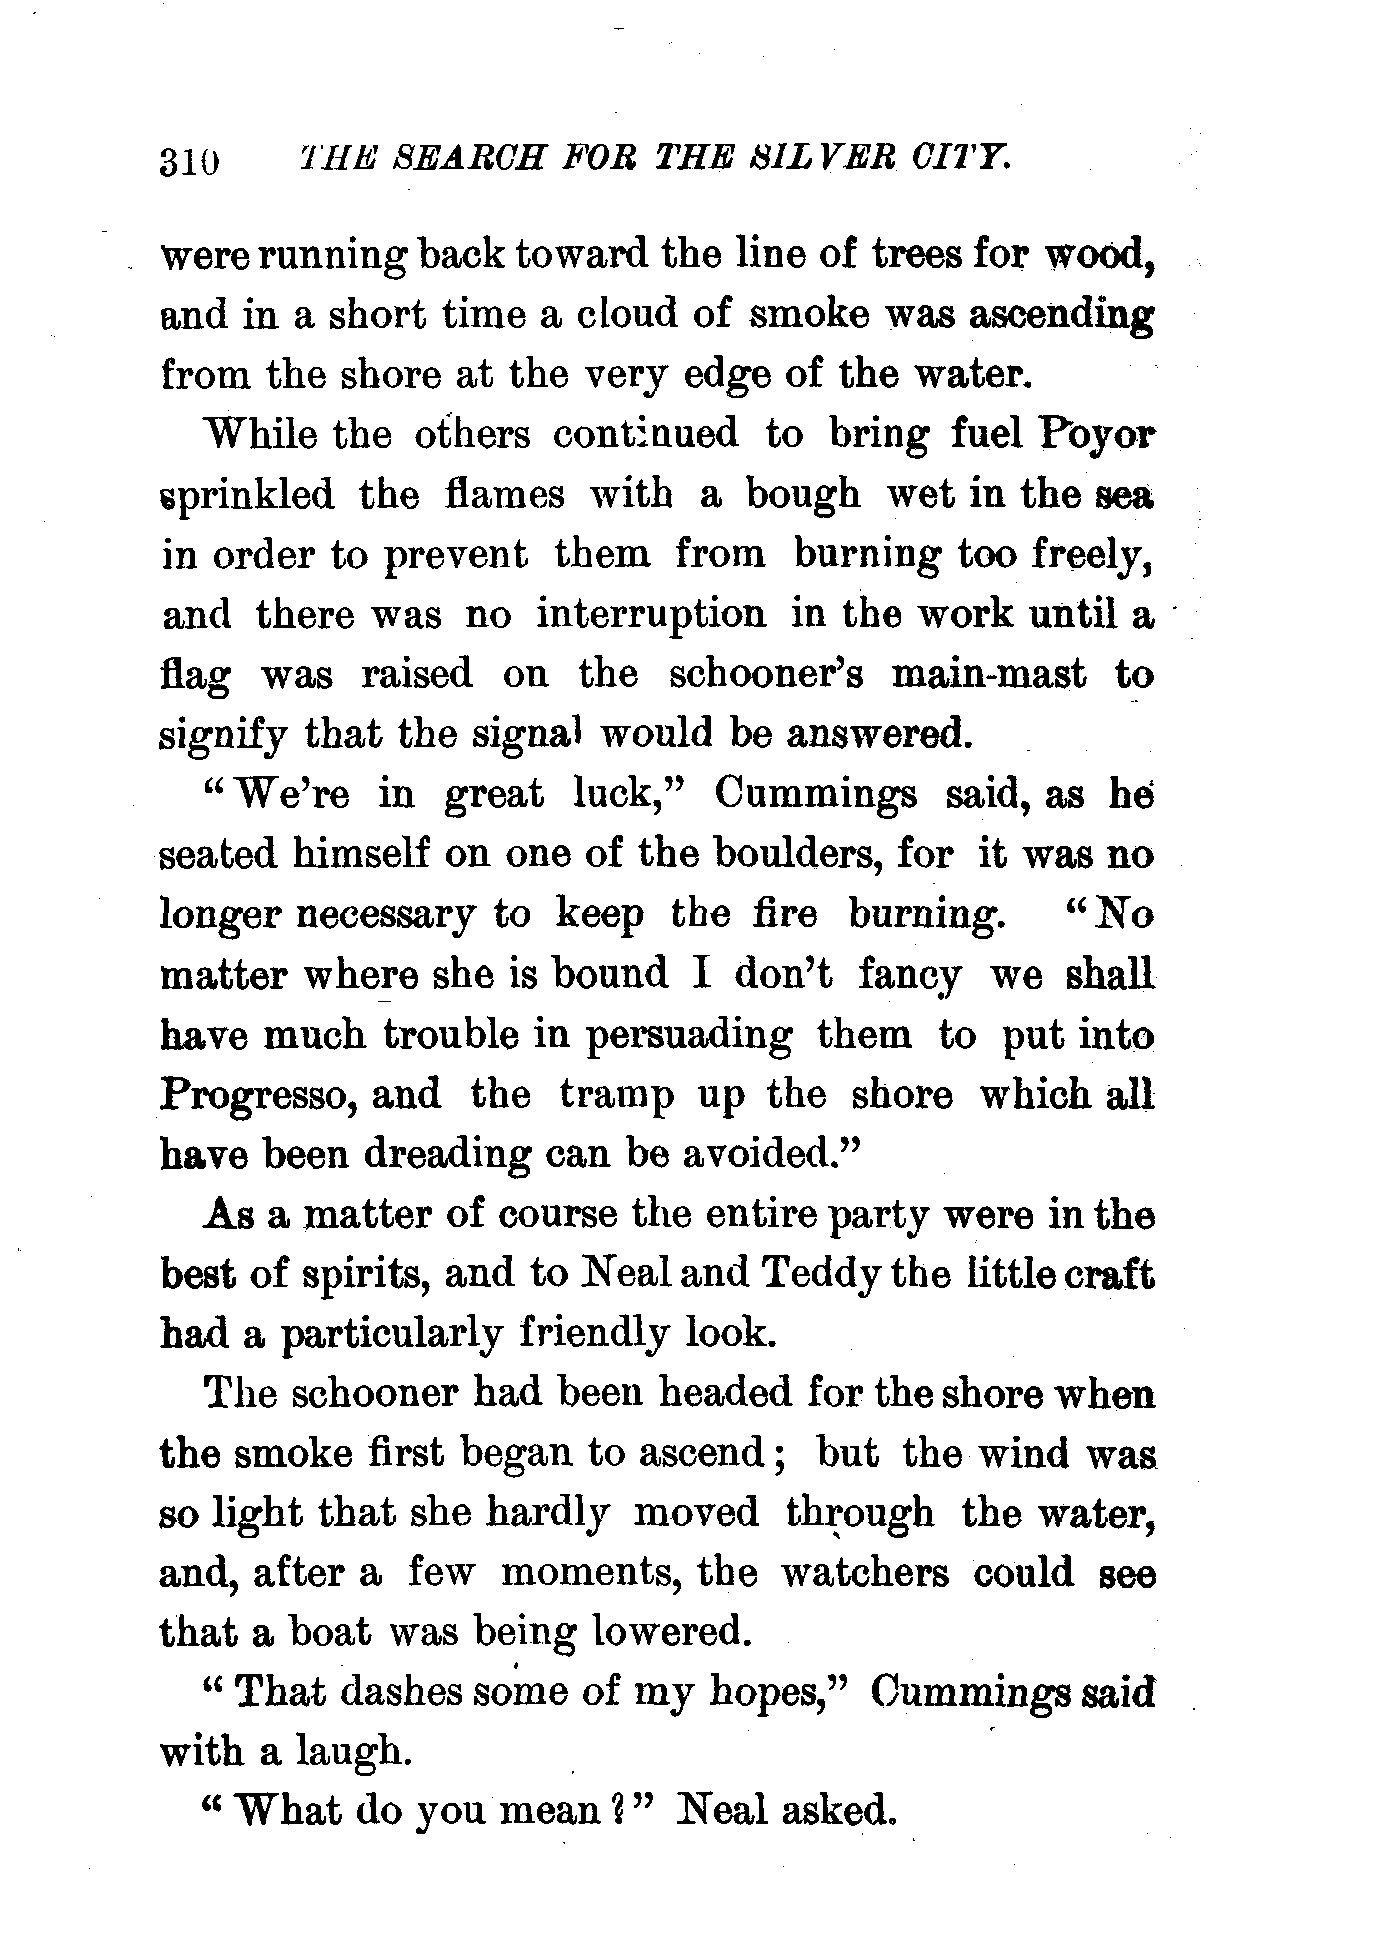 310 THE SEARCH FOR THE SILVER CITY.
were running back toward the line of trees for wood,
and in a short time a cloud of smoke was ascending
from the shore at the very edge of the water.
While the others continued to bring fuel Poyor
sprinkled the flames with a bough wet in the sea
in order to prevent them from burning too freely,
and there was no interruption in the work until a
flag was raised on the schooner's main-mast to
signify that the signal would be answered.
"We're in great luck," Cummings said, as he
seated himself on one of the boulders, for it was no
longer necessary to keep the fire burning. "No
matter where she is bound I don't fancy we shall
have much trouble in persuading them to put into
Progresso, and the tramp up the shore which all
have been dreading can be avoided."
As a matter of course the entire party were in the
best of spirits, and to Neal and Teddy the little craft
had a particularly friendly look.
The schooner had been headed for the shore when
the smoke first began to ascend; but the wind was
so light that she hardly moved through the water,
and, after a few moments, the watchers could see
that a boat was being lowered.
"That dashes some of my hopes," Cummings said
with a laugh.
"What do you mean?" Neal asked.